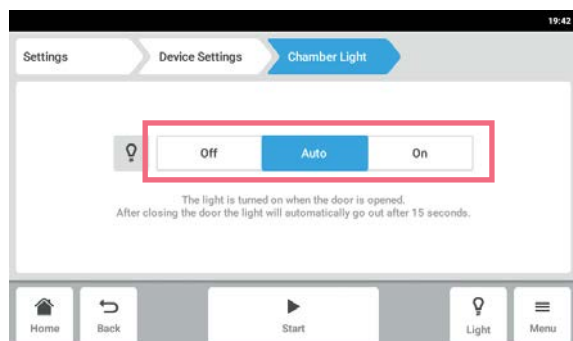 19:42
Settings Device Settings Chamber Light
Off Auto On
The light is turned on when the door is opened.
After closing the door the light will automatically go out after 15 seconds.
Home Back Start Light Menu